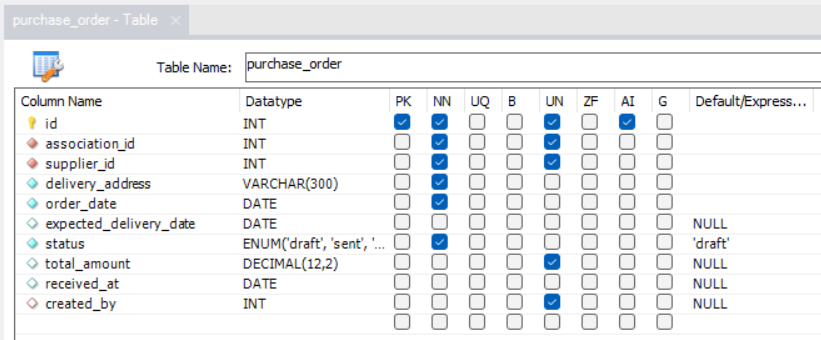 purchase_order - Table ×
Table Name: purchase_order
Column Name Datatype PK NN UQ B UN ZF AI G Default/Express...
id INT
association_id INT
supplier_id INT
delivery_address VARCHAR(300)
order_date DATE
expected_delivery_date DATE NULL
status ENUM('draft', 'sent', '... 'draft'
total_amount DECIMAL(12,2) NULL
received_at DATE NULL
created_by INT NULL